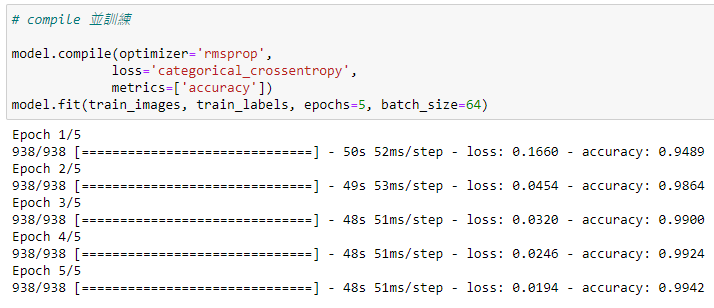 # compile 並訓練
model.compile(optimizer='rmsprop',
loss='categorical_crossentropy',
metrics=['accuracy'])
model.fit(train_images, train_labels, epochs=5, batch_size=64)
Epoch 1/5
938/938 [==============================] - 50s 52ms/step - loss: 0.1660 - accuracy: 0.9489
Epoch 2/5
938/938 [==============================] - 49s 53ms/step - loss: 0.0454 - accuracy: 0.9864
Epoch 3/5
938/938 [==============================] - 48s 51ms/step - loss: 0.0320 - accuracy: 0.9900
Epoch 4/5
938/938 [==============================] - 48s 51ms/step - loss: 0.0246 - accuracy: 0.9924
Epoch 5/5
938/938 [==============================] - 48s 51ms/step - loss: 0.0194 - accuracy: 0.9942